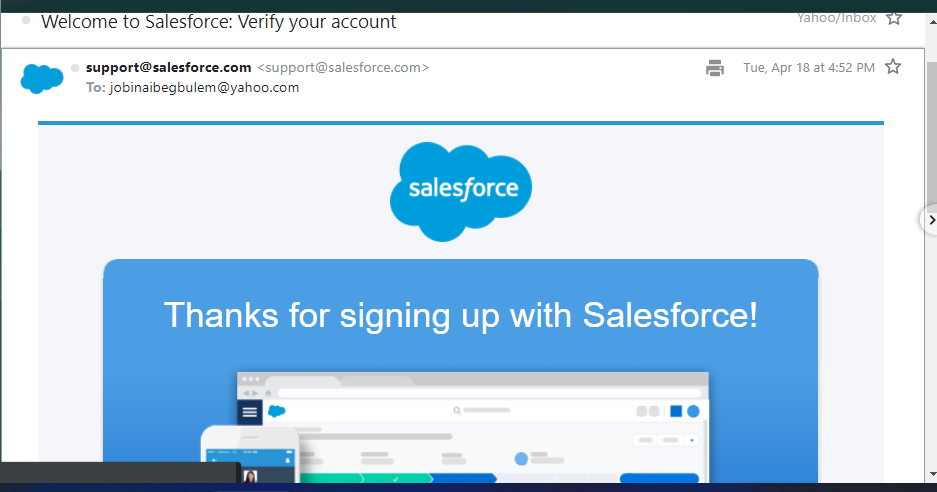 Welcome to Salesforce: Verify your account
Yahoo/Inbox
support@salesforce.com <support@salesforce.com>
Tue, Apr 18 at 4:52 PM
To: jobinaibegbulem@yahoo.com
salesforce
Thanks for signing up with Salesforce!